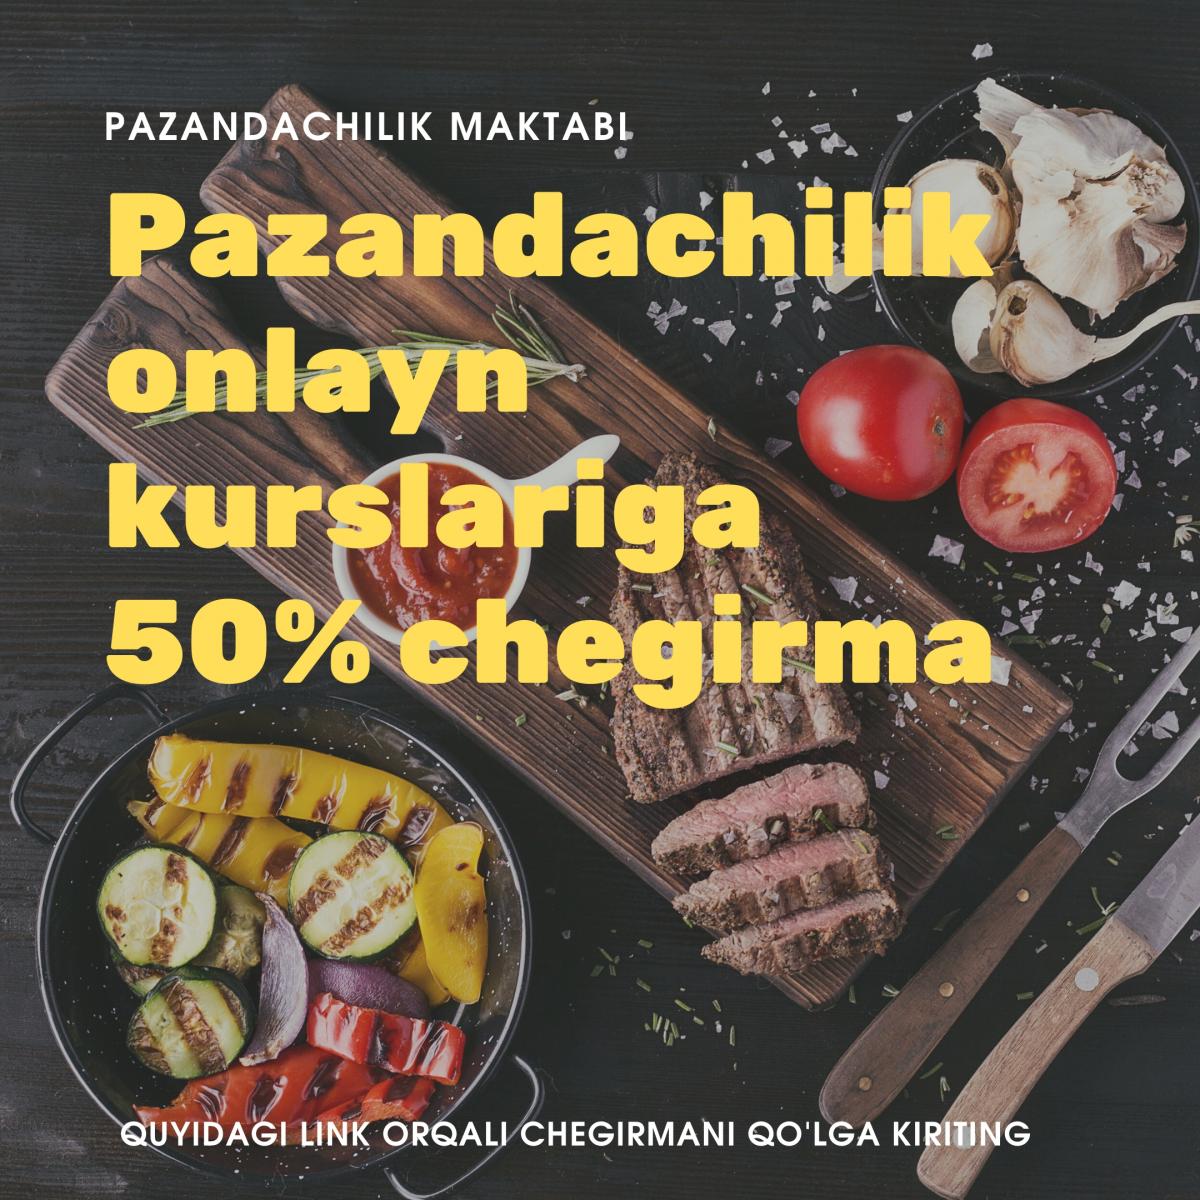 PAZANDACHILIK MAKTABI
Pazandachilik
onlayn
kurslariga
50% chegirma
QUYIDAGI LINK ORQALI CHEGIRMANI QO'LGA KIRITING